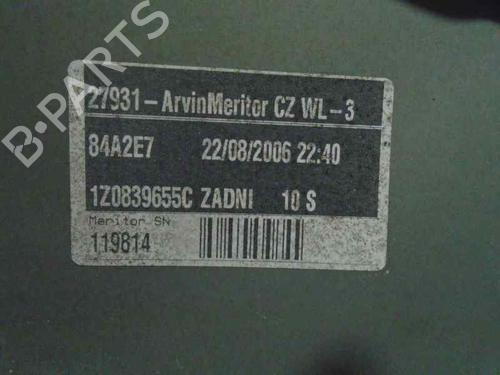 B-PARTS
27931-ArvinMeritor CZ WL-3
84A2E7 22/08/2006 22:40
1Z0839655C ZADNI 10 S
Meritor SN
119814